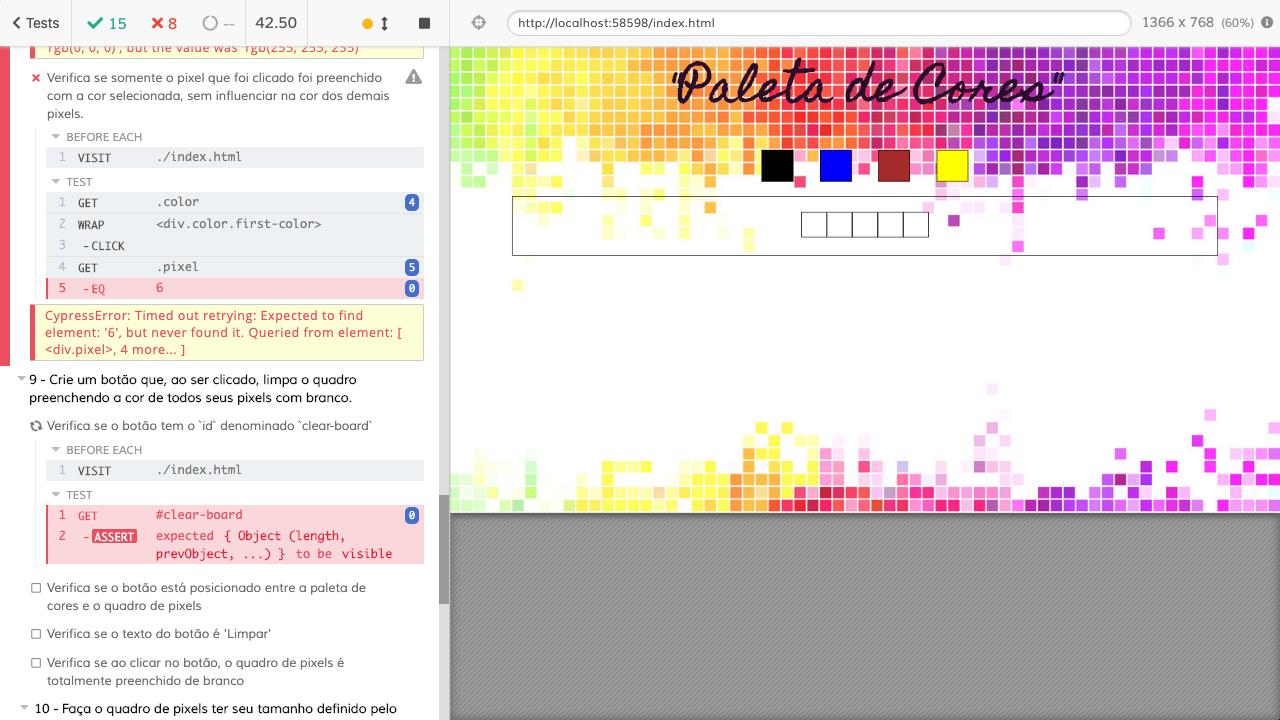 Tests
15
8
--
42.50
http://localhost:58598/index.html
1366 x 768 (60%)
rgb(0, 0, 0)', but the value was 'rgb(255, 255, 255)'
Verifica se somente o pixel que foi clicado foi preenchido
com a cor selecionada, sem influenciar na cor dos demais
pixels.
BEFORE EACH
1 VISIT ./index.html
TEST
1 GET .color 4
2 WRAP <div.color.first-color>
3 -CLICK
4 GET .pixel 5
5 -EQ 6 0
CypressError: Timed out retrying: Expected to find
element: '6', but never found it. Queried from element: [
<div.pixel>, 4 more... ]
9 - Crie um botão que, ao ser clicado, limpa o quadro
preenchendo a cor de todos seus pixels com branco.
Verifica se o botão tem o `id` denominado `clear-board`
BEFORE EACH
1 VISIT ./index.html
TEST
1 GET #clear-board 0
2 -ASSERT expected { Object (length,
prevObject, ...) } to be visible
Verifica se o botão está posicionado entre a paleta de
cores e o quadro de pixels
Verifica se o texto do botão é 'Limpar'
Verifica se ao clicar no botão, o quadro de pixels é
totalmente preenchido de branco
10 - Faça o quadro de pixels ter seu tamanho definido pelo
"Paleta de Cores"